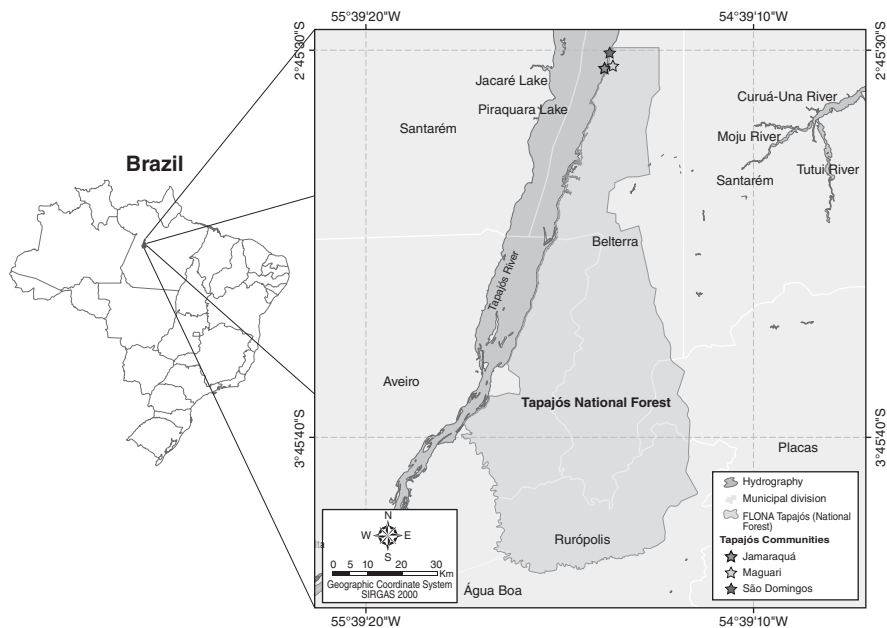 55°39'20"W
54°39'10"W
2°45'30"S
2°45'30"S
Jacaré Lake
Piraquara Lake
Curuá-Una River
Santarém
Moju River
Brazil
Santarém
Tutui River
Belterra
Tapajós River
Aveiro
Tapajós National Forest
3°45'40"S
3°45'40"S
Placas
Hydrography
Municipal division
FLONA Tapajós (National
Forest)
Tapajós Communities
Jamaraquá
Maguari
São Domingos
N
W
E
S
0 5 10 20 30
Km
Geographic Coordinate System
SIRGAS 2000
Rurópolis
Água Boa
55°39'20"W
54°39'10"W